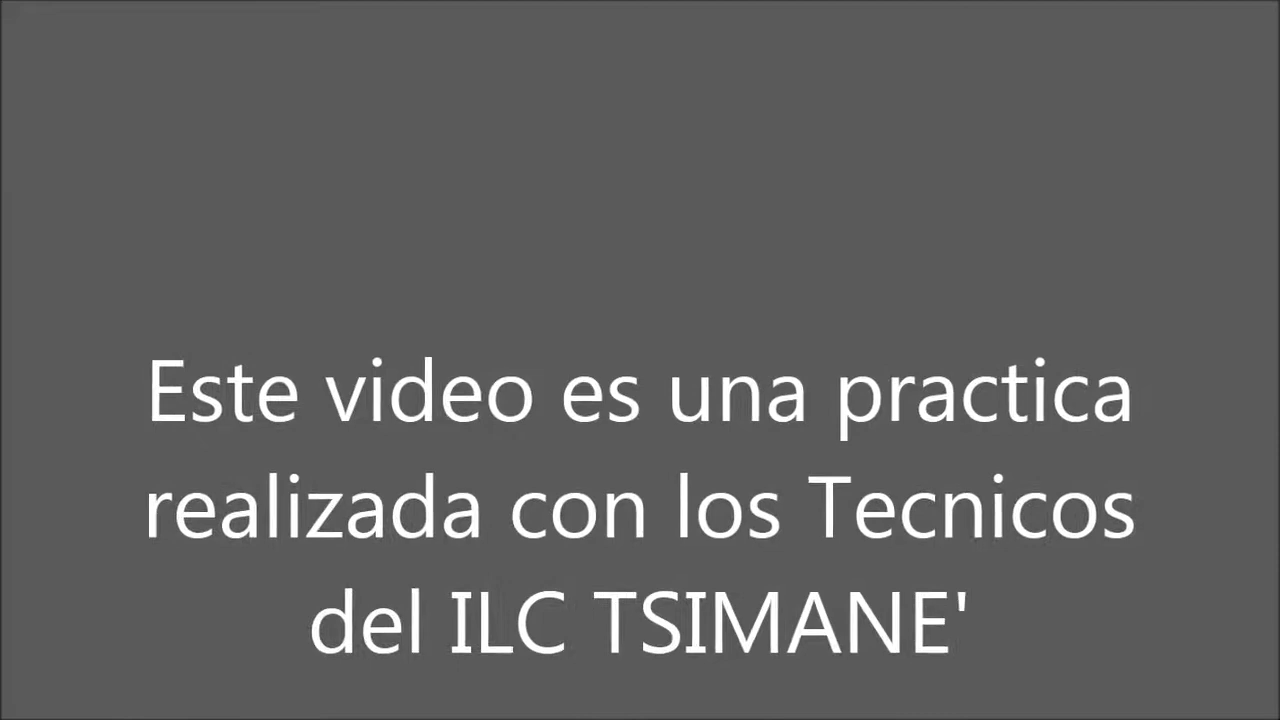 Este video es una practica
realizada con los Tecnicos
del ILC TSIMANE'